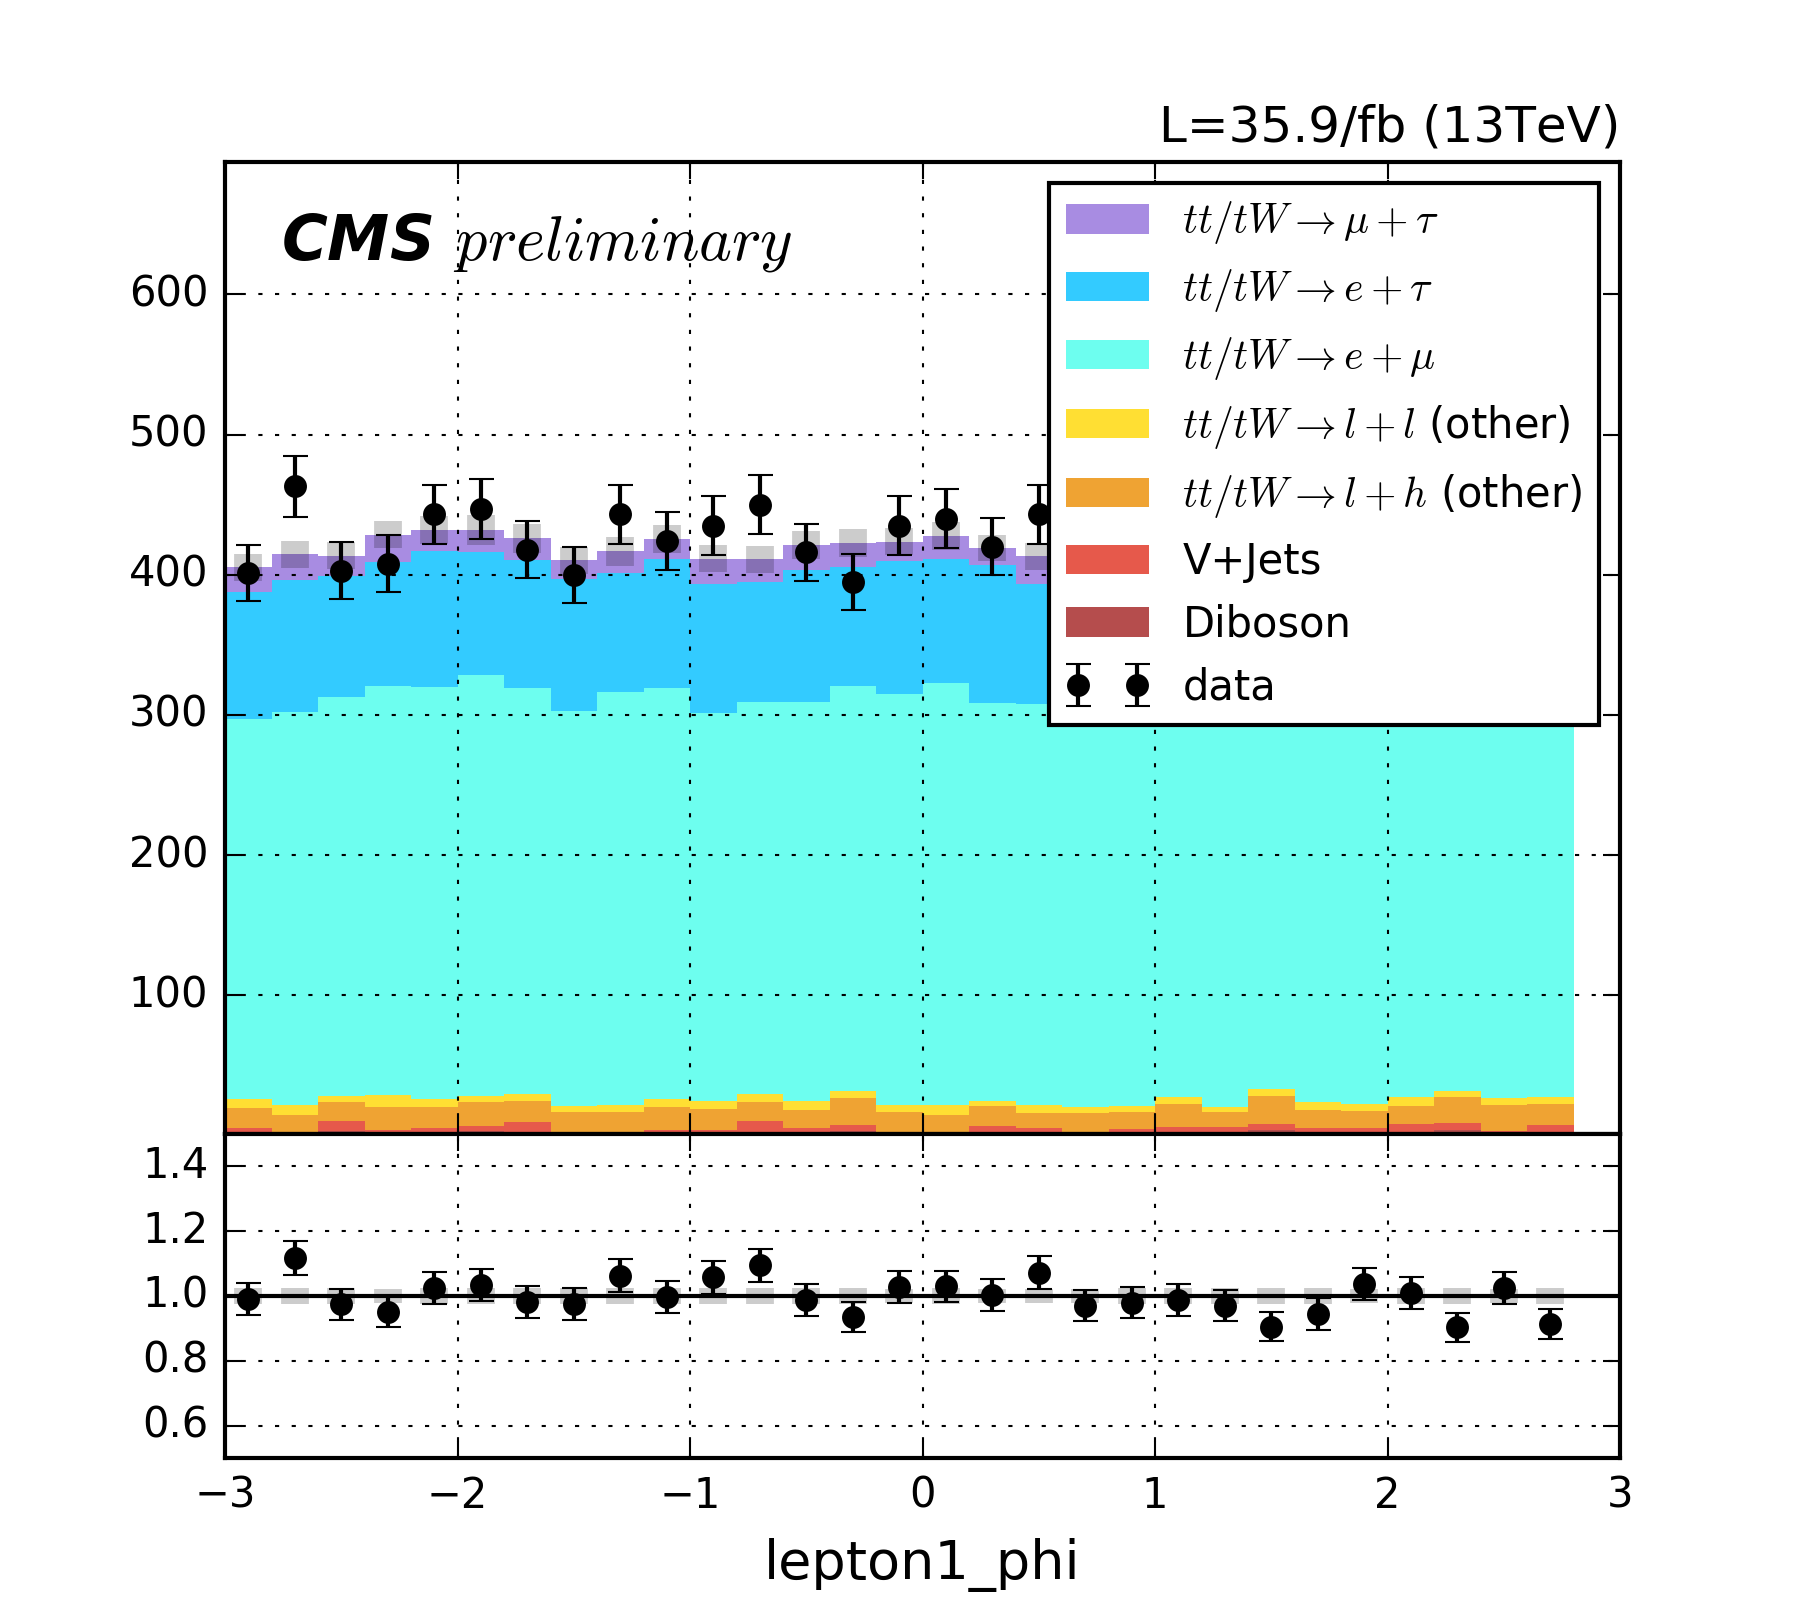 L=35.9/fb (13TeV)
CMS preliminary
tt/tW→μ+τ
tt/tW→e+τ
tt/tW→e+μ
tt/tW→l+l (other)
tt/tW→l+h (other)
V+Jets
Diboson
data
600
500
400
300
200
100
1.4
1.2
1.0
0.8
0.6
−3 −2 −1 0 1 2 3
lepton1_phi